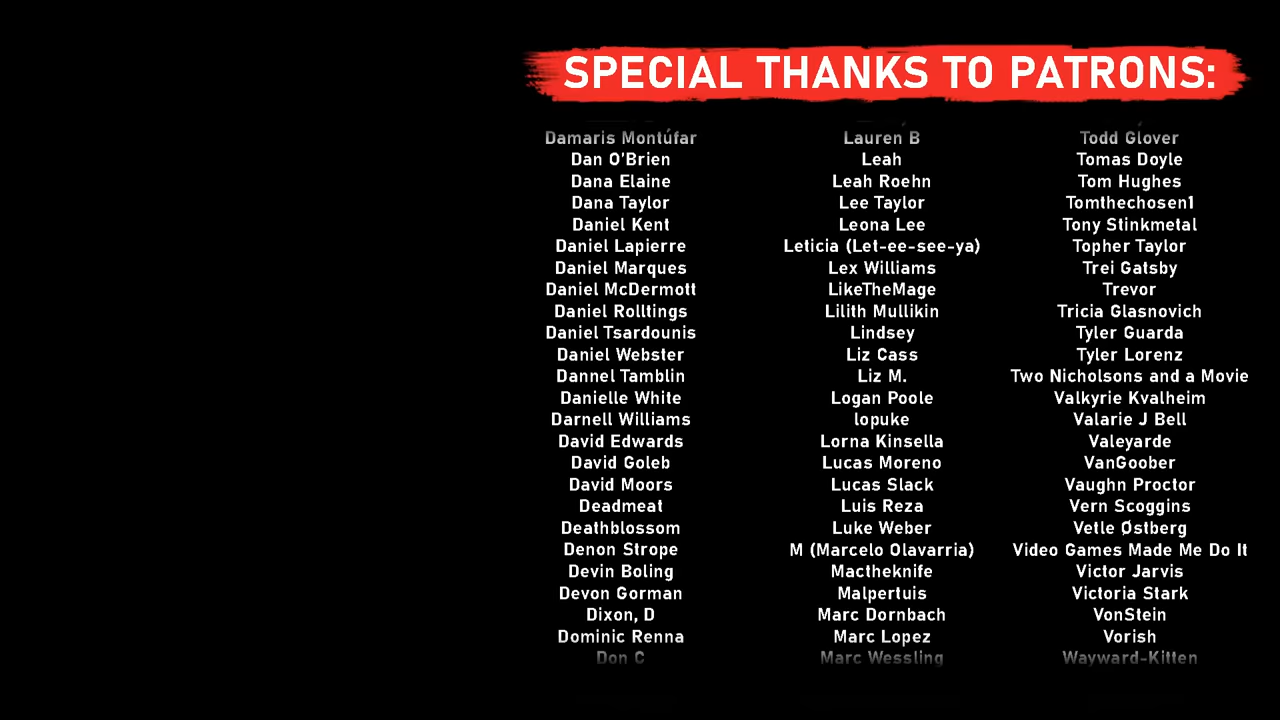 SPECIAL THANKS TO PATRONS:
Damaris Montúfar
Dan O'Brien
Dana Elaine
Dana Taylor
Daniel Kent
Daniel Lapierre
Daniel Marques
Daniel McDermott
Daniel Rolltings
Daniel Tsardounis
Daniel Webster
Dannel Tamblin
Danielle White
Darnell Williams
David Edwards
David Goleb
David Moors
Deadmeat
Deathblossom
Denon Strope
Devin Boling
Devon Gorman
Dixon, D
Dominic Renna
Don C
Lauren B
Leah
Leah Roehn
Lee Taylor
Leona Lee
Leticia (Let-ee-see-ya)
Lex Williams
LikeTheMage
Lilith Mullikin
Lindsey
Liz Cass
Liz M.
Logan Poole
lopuke
Lorna Kinsella
Lucas Moreno
Lucas Slack
Luis Reza
Luke Weber
M (Marcelo Olavarria)
Mactheknife
Malpertuis
Marc Dornbach
Marc Lopez
Marc Wessling
Todd Glover
Tomas Doyle
Tom Hughes
Tomthechosen1
Tony Stinkmetal
Topher Taylor
Trei Gatsby
Trevor
Tricia Glasnovich
Tyler Guarda
Tyler Lorenz
Two Nicholsons and a Movie
Valkyrie Kvalheim
Valarie J Bell
Valeyarde
VanGoober
Vaughn Proctor
Vern Scoggins
Vetle Østberg
Video Games Made Me Do It
Victor Jarvis
Victoria Stark
VonStein
Vorish
Wayward-Kitten